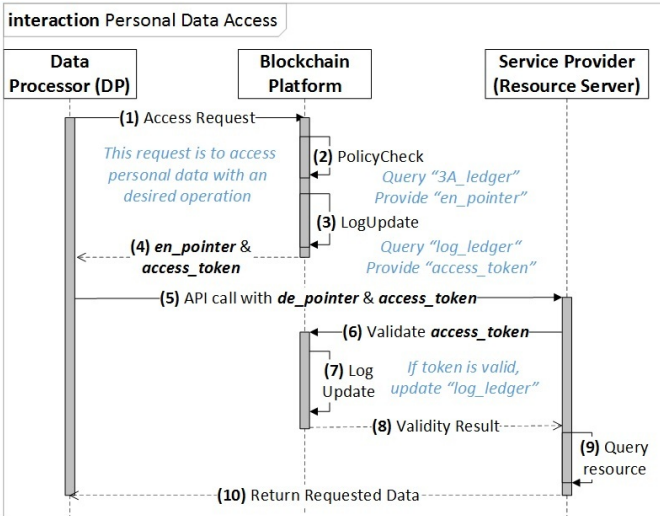 interaction Personal Data Access
Data
Processor (DP)
Blockchain
Platform
Service Provider
(Resource Server)
(1) Access Request
This request is to access
personal data with an
desired operation
(2) PolicyCheck
Query “3A_ledger”
Provide “en_pointer”
(3) LogUpdate
(4) en_pointer &
access_token
Query “log_ledger“
Provide “access_token”
(5) API call with de_pointer & access_token
(6) Validate access_token
(7) Log
Update
If token is valid,
update “log_ledger”
(8) Validity Result
(9) Query
resource
(10) Return Requested Data